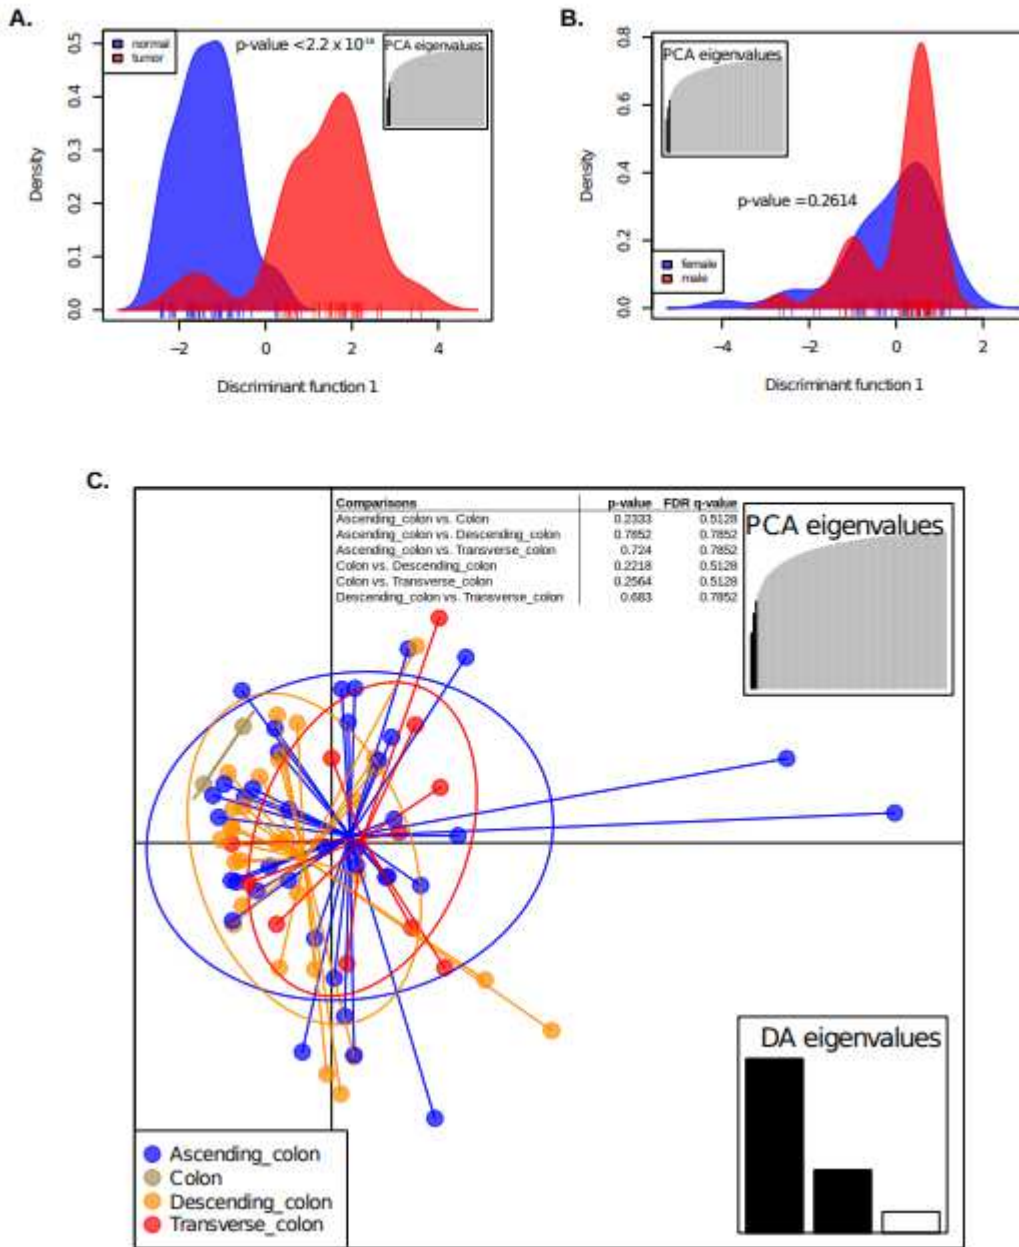 A.
normal
tumor
p-value <2.2 x 10⁻¹⁶
PCA eigenvalues
Density
0.0 0.1 0.2 0.3 0.4 0.5
−2 0 2 4
Discriminant function 1
B.
PCA eigenvalues
p-value = 0.2614
female
male
Density
0.0 0.2 0.4 0.6 0.8
−4 −2 0 2
Discriminant function 1
C.
Comparisons p-value FDR q-value
Ascending_colon vs. Colon 0.2333 0.5128
Ascending_colon vs. Descending_colon 0.7852 0.7852
Ascending_colon vs. Transverse_colon 0.724 0.7852
Colon vs. Descending_colon 0.2218 0.5128
Colon vs. Transverse_colon 0.2564 0.5128
Descending_colon vs. Transverse_colon 0.683 0.7852
PCA eigenvalues
DA eigenvalues
Ascending_colon
Colon
Descending_colon
Transverse_colon